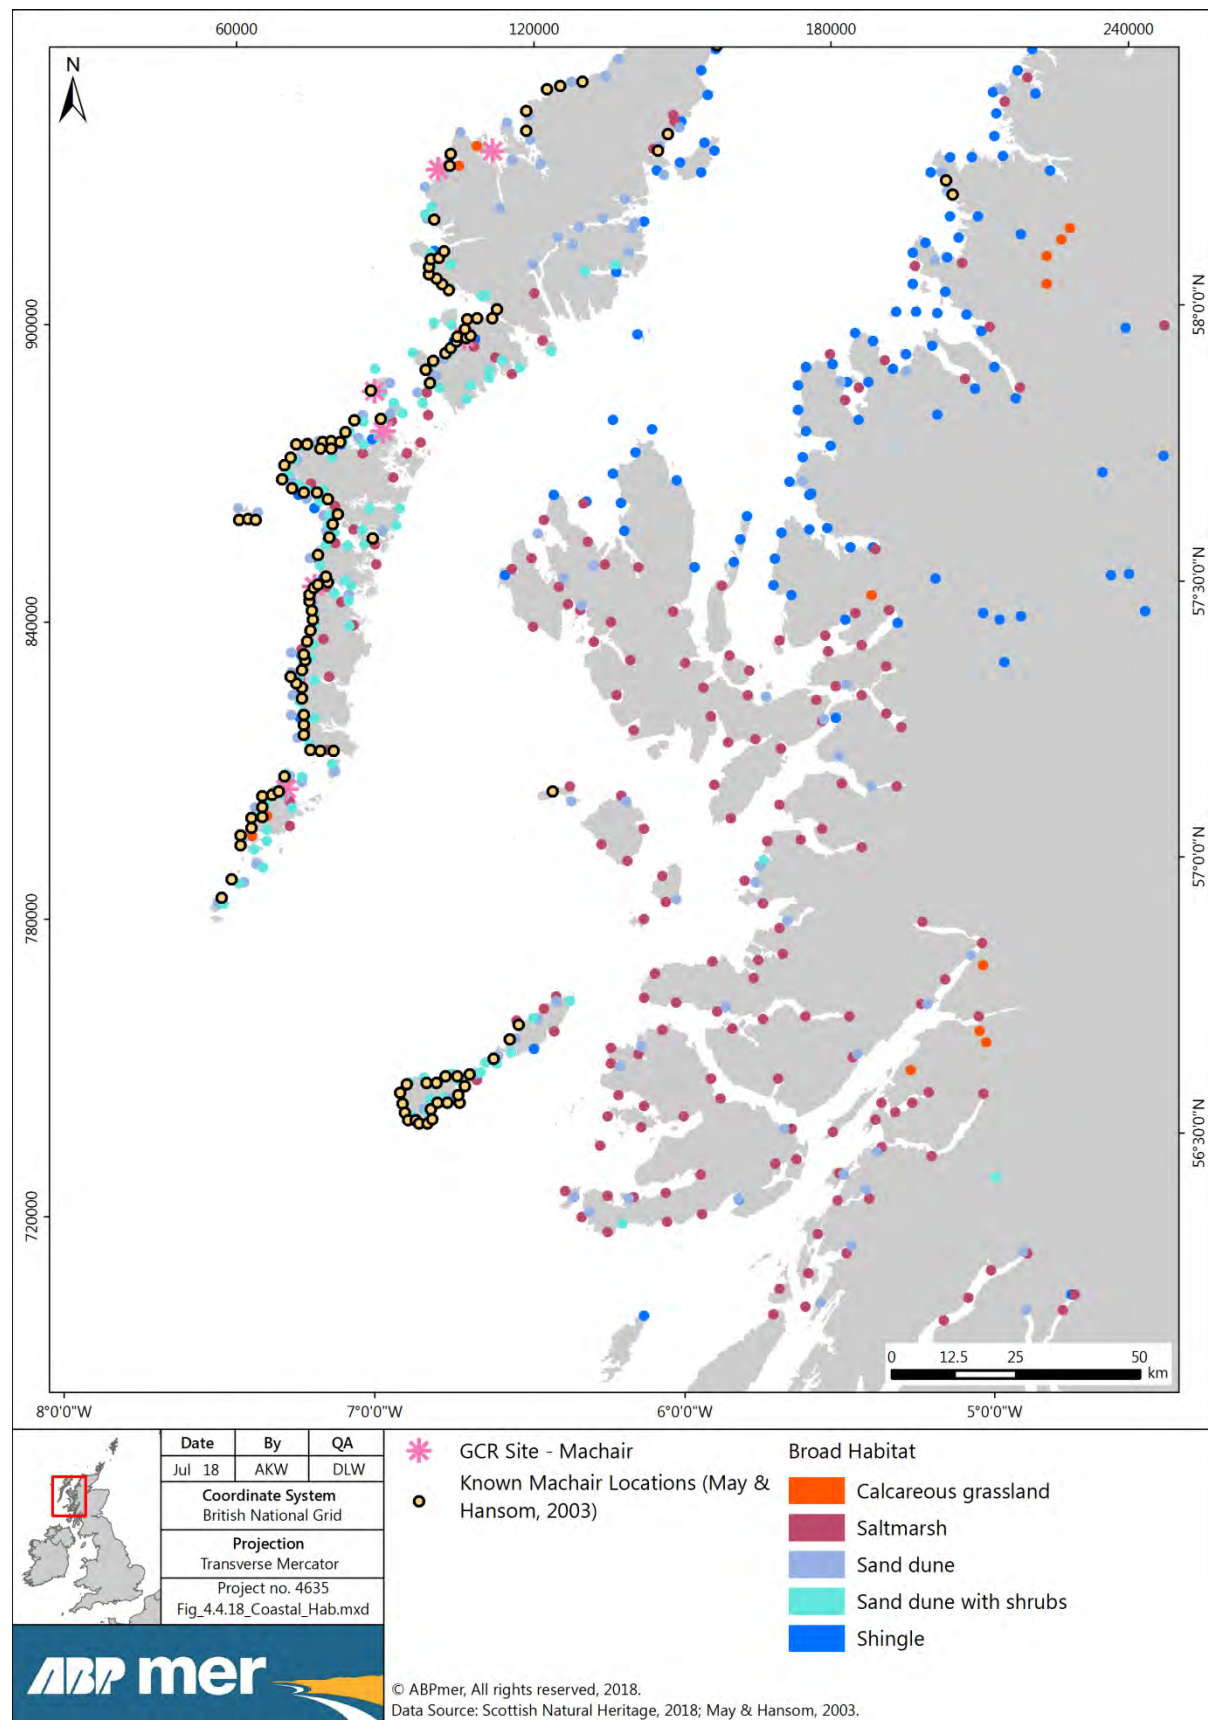 60000 120000 180000 240000
N
900000
840000
780000
720000
58°0'0"N
57°30'0"N
57°0'0"N
56°30'0"N
0 12.5 25 50
km
8°0'0"W 7°0'0"W 6°0'0"W 5°0'0"W
Date By QA
Jul 18 AKW DLW
Coordinate System
British National Grid
Projection
Transverse Mercator
Project no. 4635
Fig_4.4.18_Coastal_Hab.mxd
ABP mer
GCR Site - Machair
Known Machair Locations (May &
Hansom, 2003)
Broad Habitat
Calcareous grassland
Saltmarsh
Sand dune
Sand dune with shrubs
Shingle
© ABPmer, All rights reserved, 2018.
Data Source: Scottish Natural Heritage, 2018; May & Hansom, 2003.